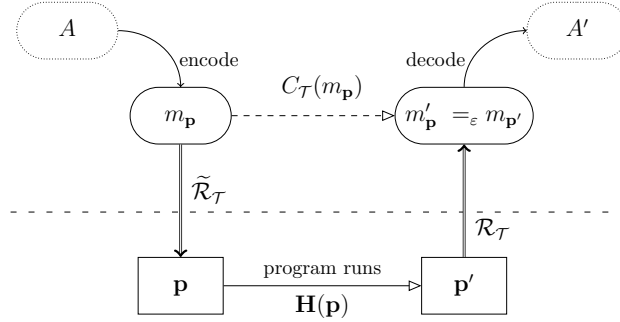 A A′
encode decode
C_𝒯(m_𝐩)
m_𝐩 m′_𝐩 =_ε m_𝐩′
ℛ̃_𝒯
ℛ_𝒯
program runs
𝐩 𝐩′
𝐇(𝐩)